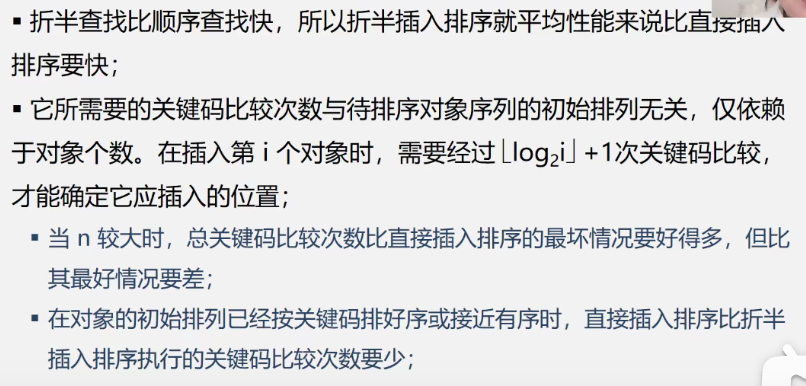 ▪ 折半查找比顺序查找快，所以折半插入排序就平均性能来说比直接插入
排序要快；
▪ 它所需要的关键码比较次数与待排序对象序列的初始排列无关，仅依赖
于对象个数。在插入第 i 个对象时，需要经过 ⌊log₂i⌋ +1次关键码比较，
才能确定它应插入的位置；
▪ 当 n 较大时，总关键码比较次数比直接插入排序的最坏情况要好得多，但比
其最好情况要差；
▪ 在对象的初始排列已经按关键码排好序或接近有序时，直接插入排序比折半
插入排序执行的关键码比较次数要少；